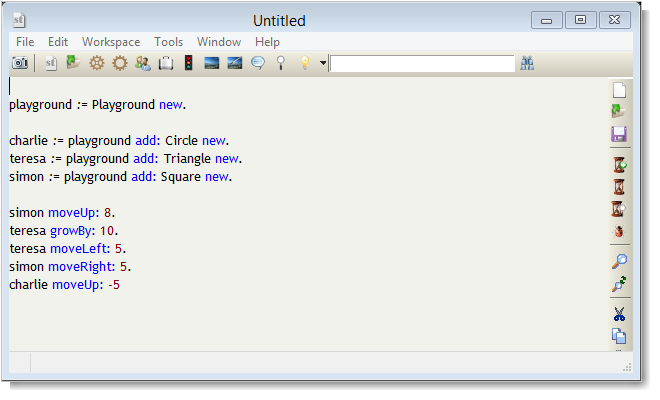 Untitled
File Edit Workspace Tools Window Help
st
playground := Playground new.
charlie := playground add: Circle new.
teresa := playground add: Triangle new.
simon := playground add: Square new.
simon moveUp: 8.
teresa growBy: 10.
teresa moveLeft: 5.
simon moveRight: 5.
charlie moveUp: -5